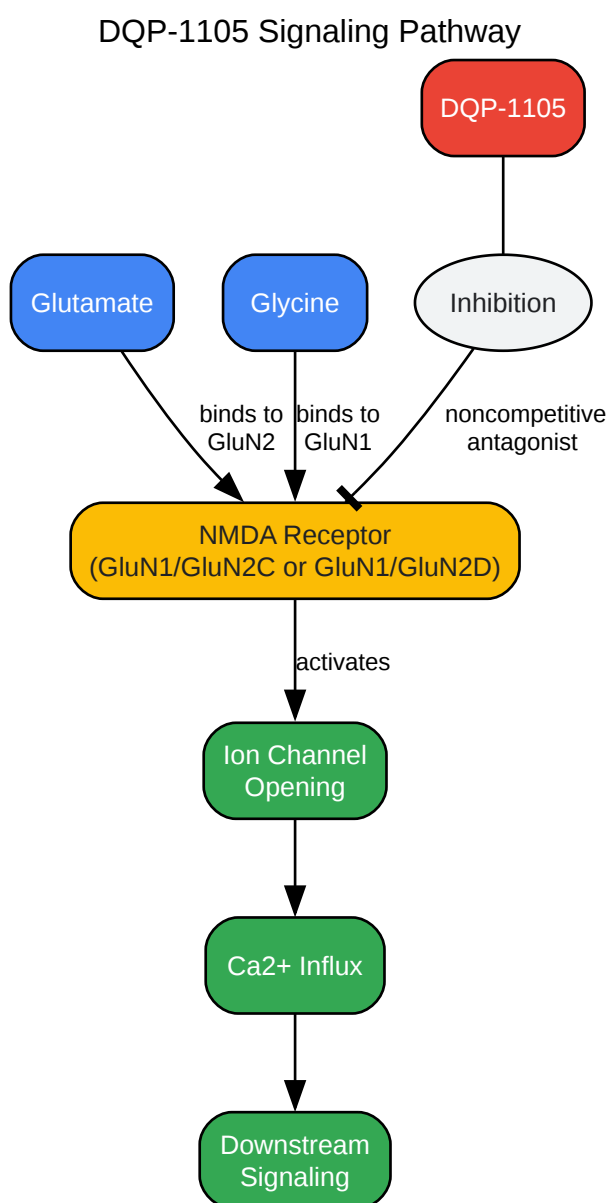 DQP-1105 Signaling Pathway
DQP-1105
Glutamate
Glycine
Inhibition
binds to
GluN2
binds to
GluN1
noncompetitive
antagonist
NMDA Receptor
(GluN1/GluN2C or GluN1/GluN2D)
activates
Ion Channel
Opening
Ca2+ Influx
Downstream
Signaling